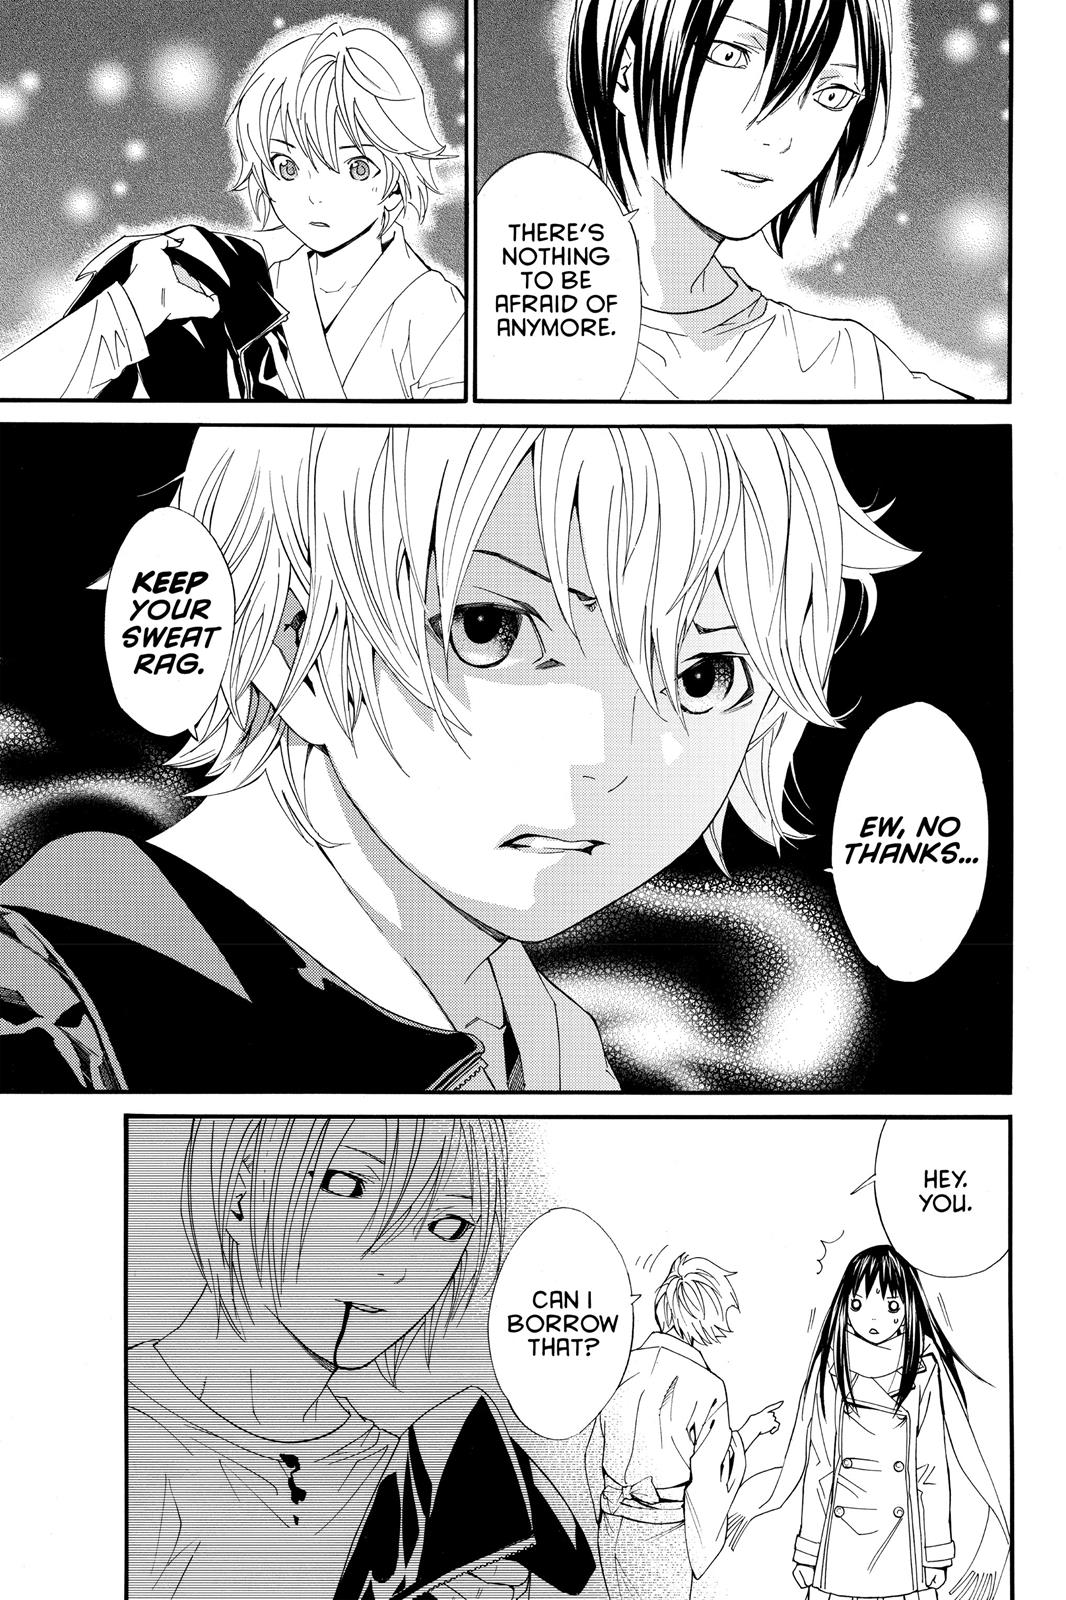 THERE'S
NOTHING
TO BE
AFRAID OF
ANYMORE.
EW, NO
THANKS...
KEEP
YOUR
SWEAT
RAG.
HEY.
YOU.
CAN I
BORROW
THAT?